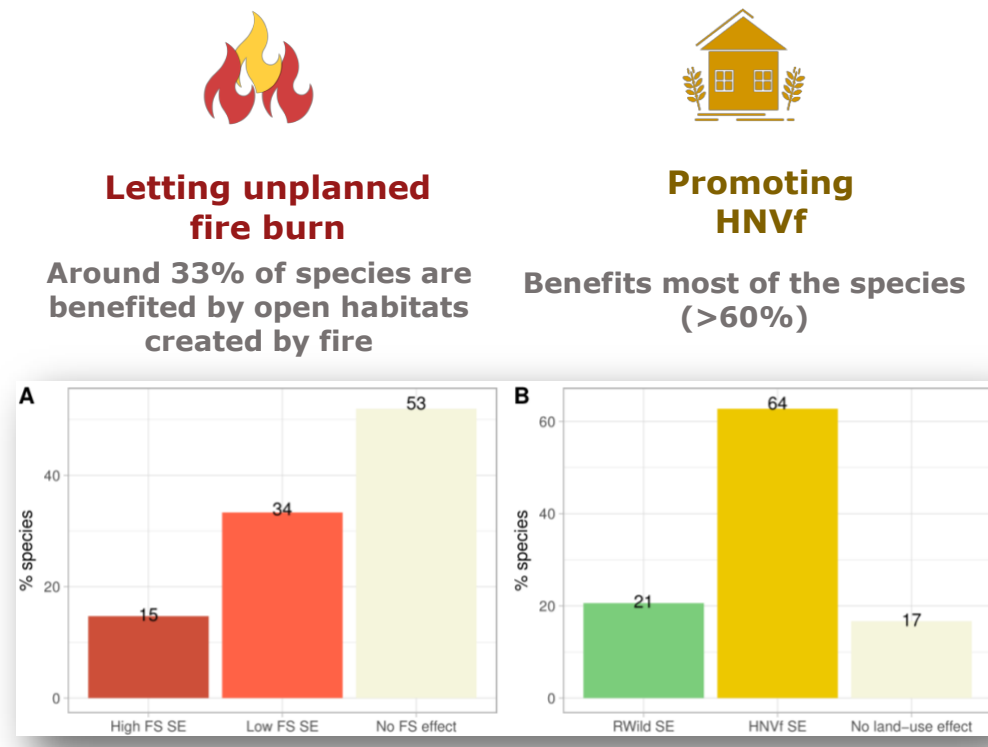 Letting unplanned
fire burn
Around 33% of species are
benefited by open habitats
created by fire
Promoting
HNVf
Benefits most of the species
(>60%)
A
53
40
34
20
15
0
% species
High FS SE
Low FS SE
No FS effect
B
64
60
40
21
20
17
0
% species
RWild SE
HNVf SE
No land-use effect